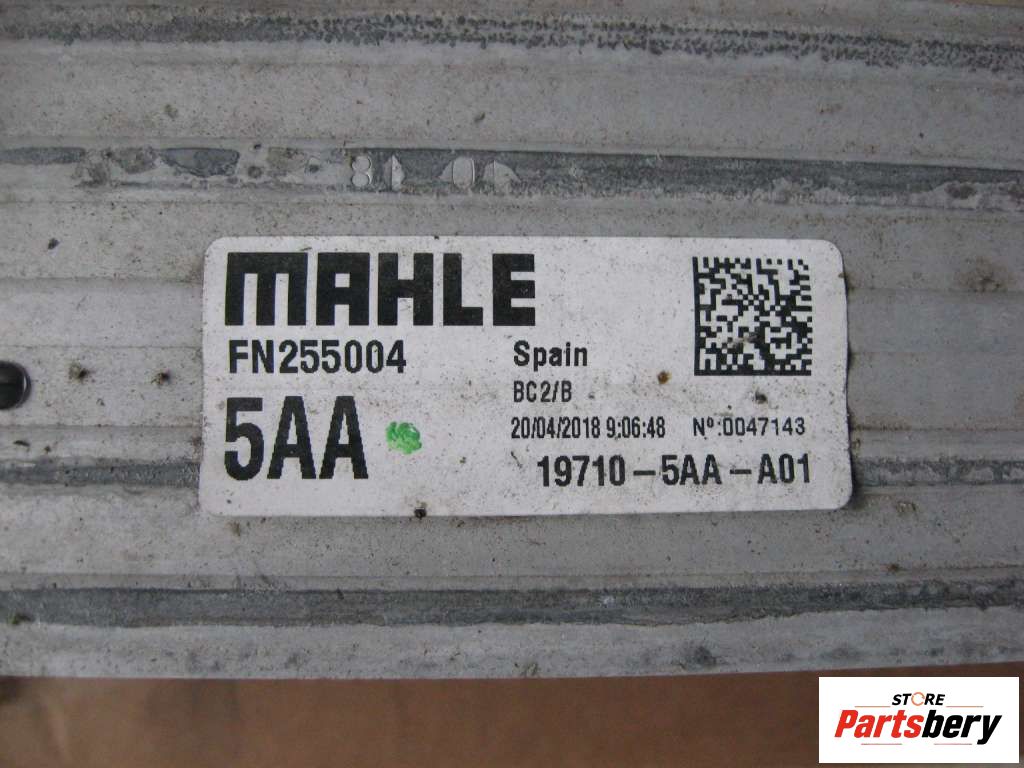 MAHLE
FN255004
Spain
5AA
BC2/B
20/04/2018 9:06:48 Nº:0047143
19710-5AA-A01
STORE
Partsbery